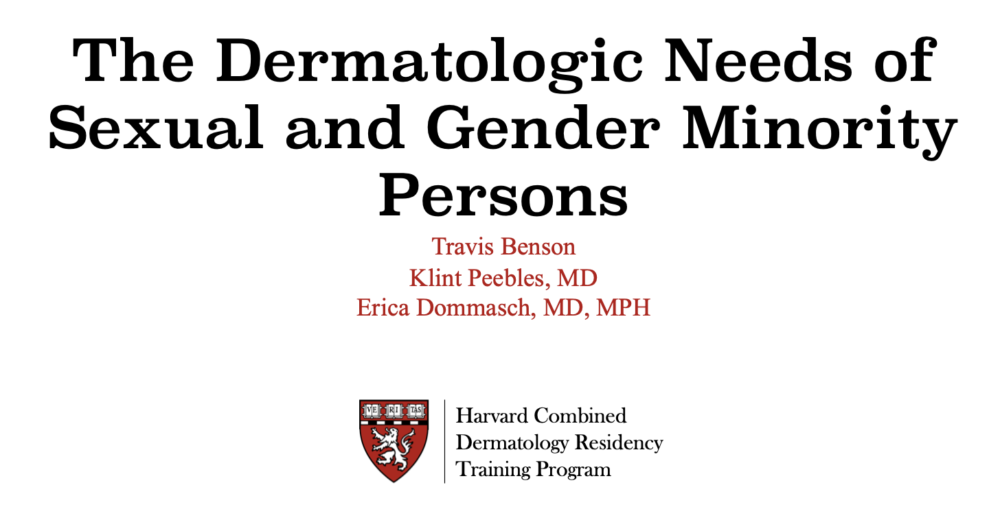 The Dermatologic Needs of
Sexual and Gender Minority
Persons
Travis Benson
Klint Peebles, MD
Erica Dommasch, MD, MPH
VE RI TAS
Harvard Combined
Dermatology Residency
Training Program